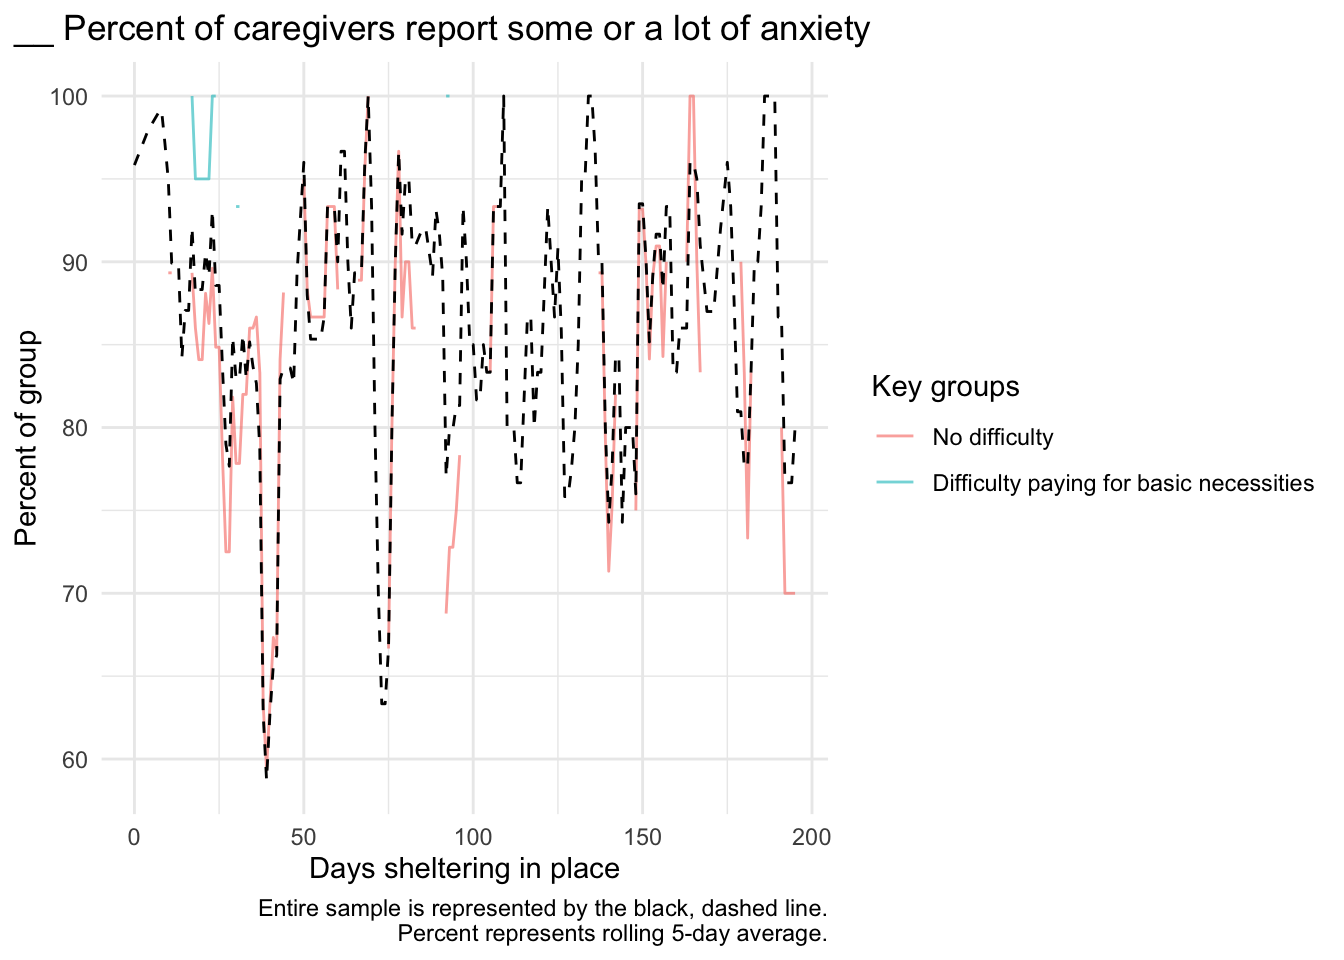 __ Percent of caregivers report some or a lot of anxiety
Percent of group
100
90
80
70
60
0 50 100 150 200
Days sheltering in place
Key groups
No difficulty
Difficulty paying for basic necessities
Entire sample is represented by the black, dashed line.
Percent represents rolling 5-day average.